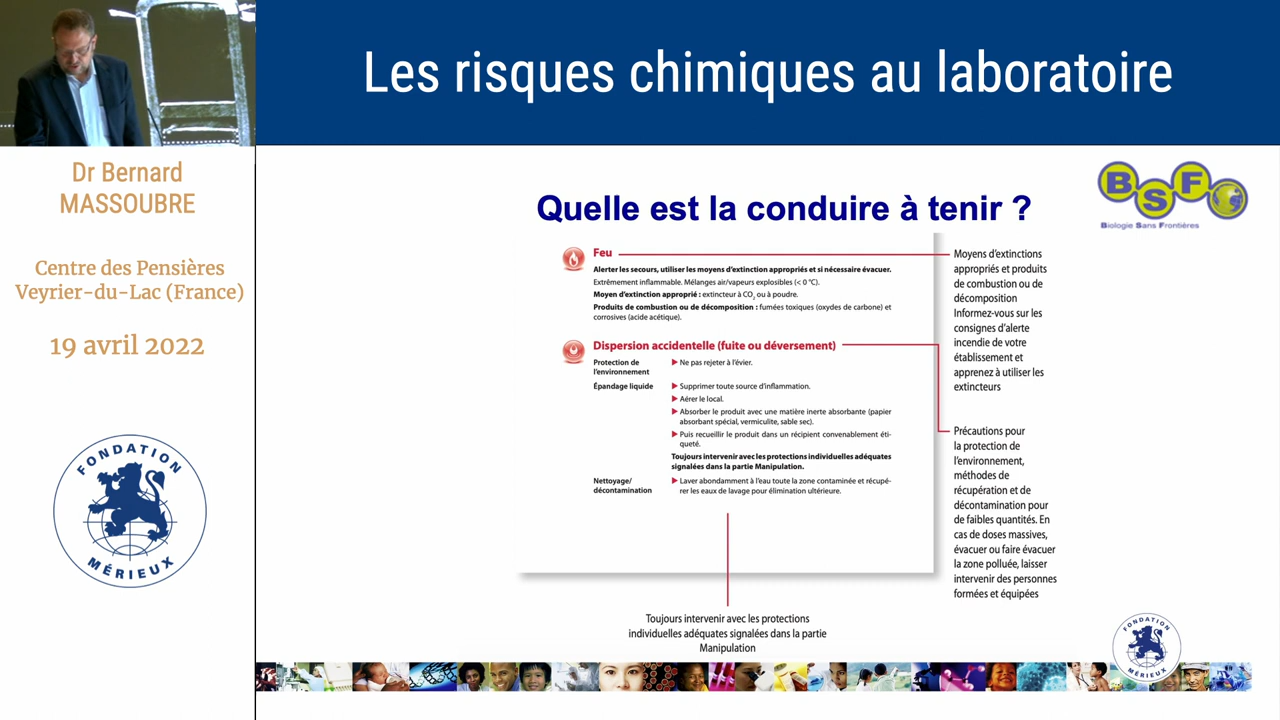 Les risques chimiques au laboratoire
Dr Bernard
MASSOUBRE
Centre des Pensières
Veyrier-du-Lac (France)
19 avril 2022
FONDATION
MÉRIEUX
BSF
Biologie Sans Frontières
Quelle est la conduire à tenir ?
Feu
Alerter les secours, utiliser les moyens d'extinction appropriés et si nécessaire évacuer.
Extrêmement inflammable. Mélanges air/vapeurs explosibles (< 0 °C).
Moyen d'extinction approprié : extincteur à CO2 ou à poudre.
Produits de combustion ou de décomposition : fumées toxiques (oxydes de carbone) et
corrosives (acide acétique).
Dispersion accidentelle (fuite ou déversement)
Protection de
l'environnement
▶ Ne pas rejeter à l'évier.
Épandage liquide
▶ Supprimer toute source d'inflammation.
▶ Aérer le local.
▶ Absorber le produit avec une matière inerte absorbante (papier
absorbant spécial, vermiculite, sable sec).
▶ Puis recueillir le produit dans un récipient convenablement éti-
queté.
Toujours intervenir avec les protections individuelles adéquates
signalées dans la partie Manipulation.
Nettoyage/
décontamination
▶ Laver abondamment à l'eau toute la zone contaminée et récupé-
rer les eaux de lavage pour élimination ultérieure.
Moyens d'extinctions
appropriés et produits
de combustion ou de
décomposition
Informez-vous sur les
consignes d'alerte
incendie de votre
établissement et
apprenez à utiliser les
extincteurs
Précautions pour
la protection de
l'environnement,
méthodes de
récupération et de
décontamination pour
de faibles quantités. En
cas de doses massives,
évacuer ou faire évacuer
la zone polluée, laisser
intervenir des personnes
formées et équipées
Toujours intervenir avec les protections
individuelles adéquates signalées dans la partie
Manipulation
FONDATION
MÉRIEUX